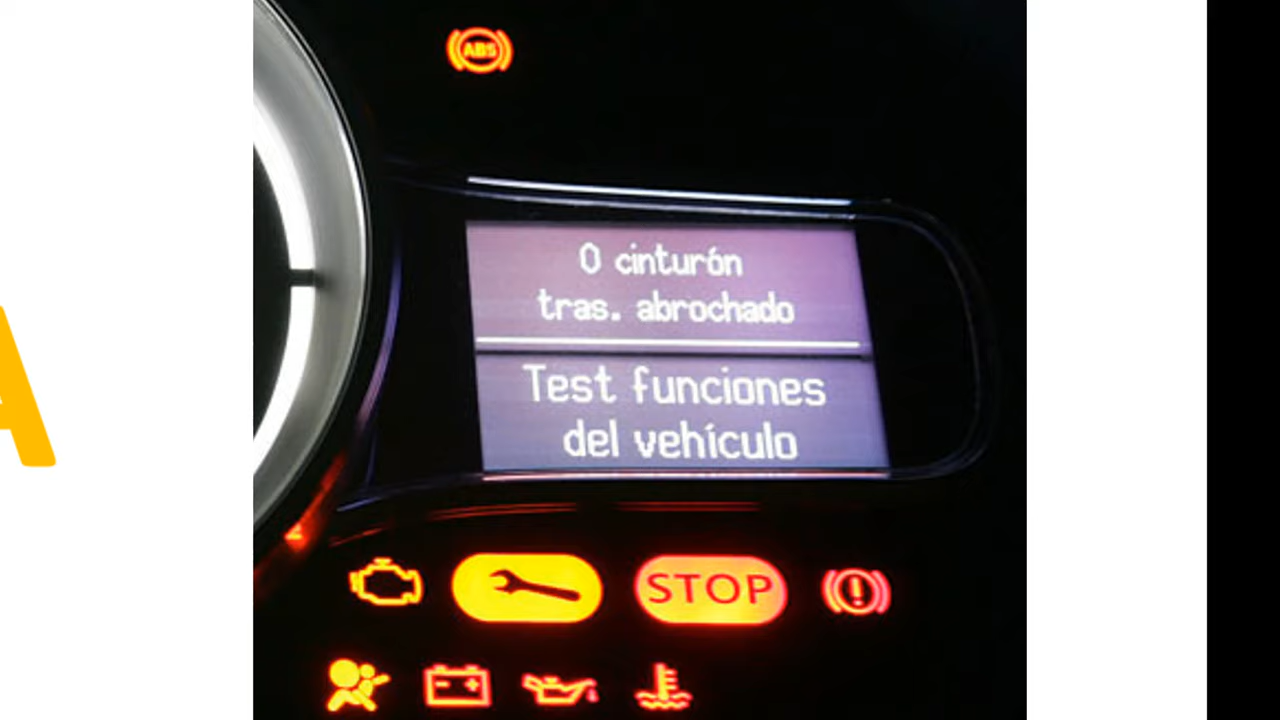 A
ABS
0 cinturón
tras. abrochado
Test funciones
del vehículo
STOP